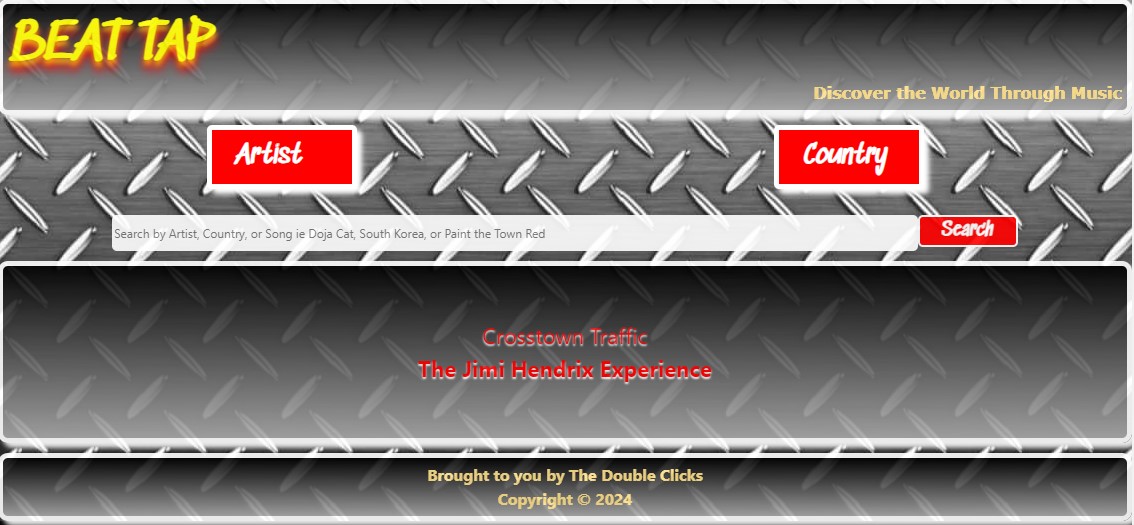 BEAT TAP
Discover the World Through Music
Artist
Country
Search by Artist, Country, or Song ie Doja Cat, South Korea, or Paint the Town Red
Search
Crosstown Traffic
The Jimi Hendrix Experience
Brought to you by The Double Clicks
Copyright © 2024